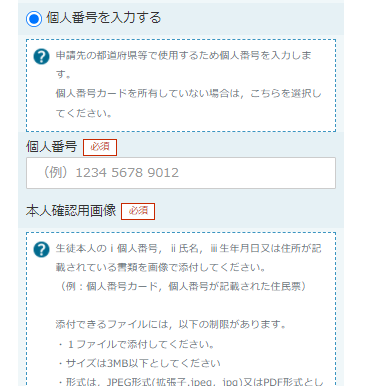 個人番号を入力する
申請先の都道府県等で使用するため個人番号を入力しま
す。
個人番号カードを所有していない場合は，こちらを選択し
てください。
個人番号 必須
（例）1234 5678 9012
本人確認用画像 必須
生徒本人のⅰ個人番号，ⅱ氏名，ⅲ生年月日又は住所が記
載されている書類を画像で添付してください。
（例：個人番号カード，個人番号が記載された住民票）
添付できるファイルには，以下の制限があります。
・１ファイルで添付してください。
・サイズは3MB以下としてください
・形式は，JPEG形式(拡張子.jpeg，jpg)又はPDF形式とし